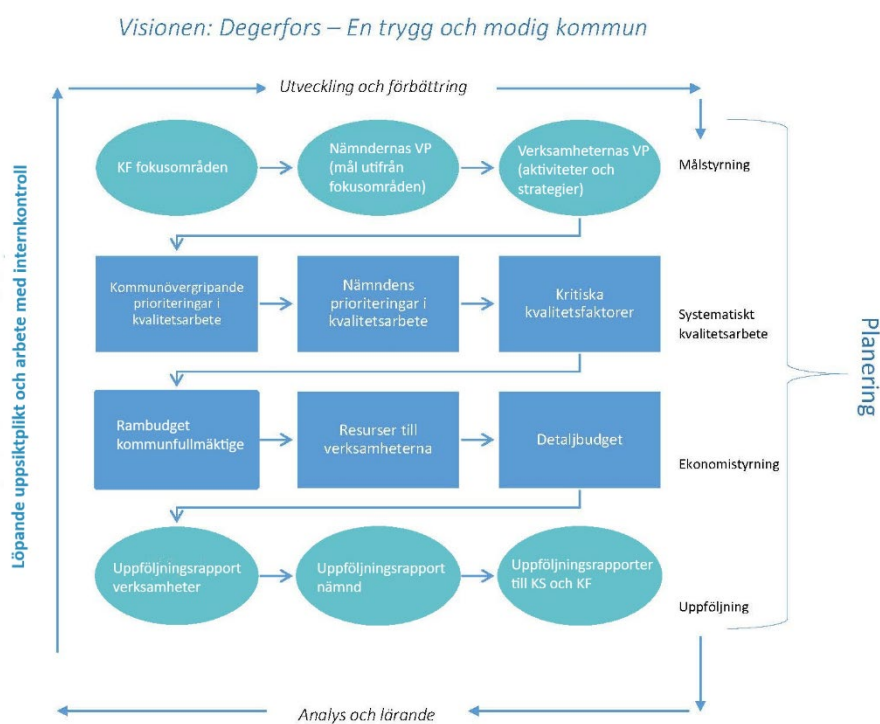 Visionen: Degerfors – En trygg och modig kommun
Utveckling och förbättring
KF fokusområden
Nämndernas VP
(mål utifrån
fokusområden)
Verksameternas VP
(aktiviteter och
strategier)
Målstyrning
Kommunövergripande
prioriteringar i
kvalitetsarbete
Nämndens
prioriteringar i
kvalitetsarbete
Kritiska
kvalitetsfaktorer
Systematiskt
kvalitetsarbete
Rambudget
kommunfullmäktige
Resurser till
verksamheterna
Detaljbudget
Ekonomistyrning
Uppföljningsrapport
verksamheter
Uppföljningsrapport
nämnd
Uppföljningsrapporter
till KS och KF
Uppföljning
Analys och lärande
Löpande uppsiktplikt och arbete med internkontroll
Planering